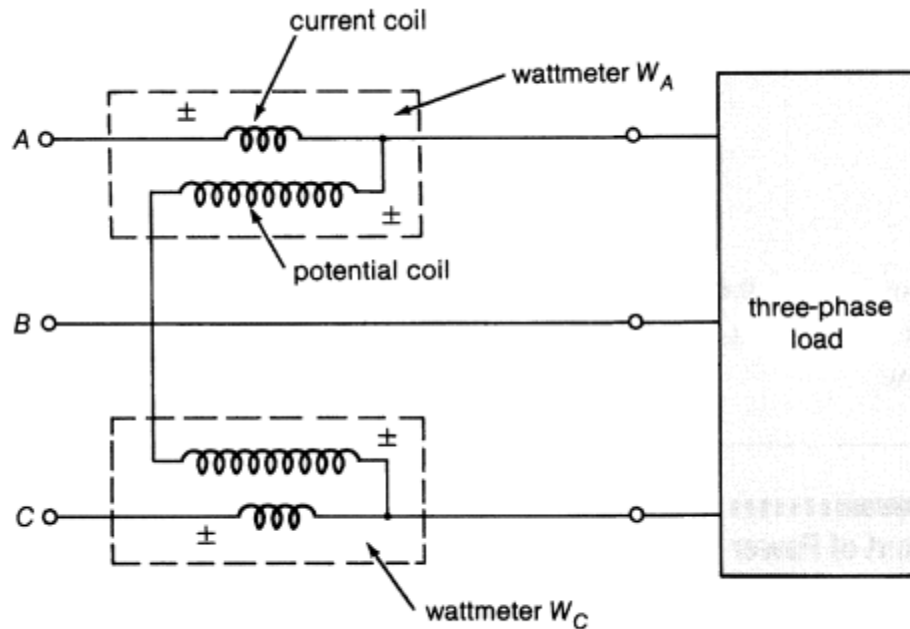 current coil
wattmeter W_A
±
A
±
potential coil
B
three-phase
load
±
C
±
wattmeter W_C